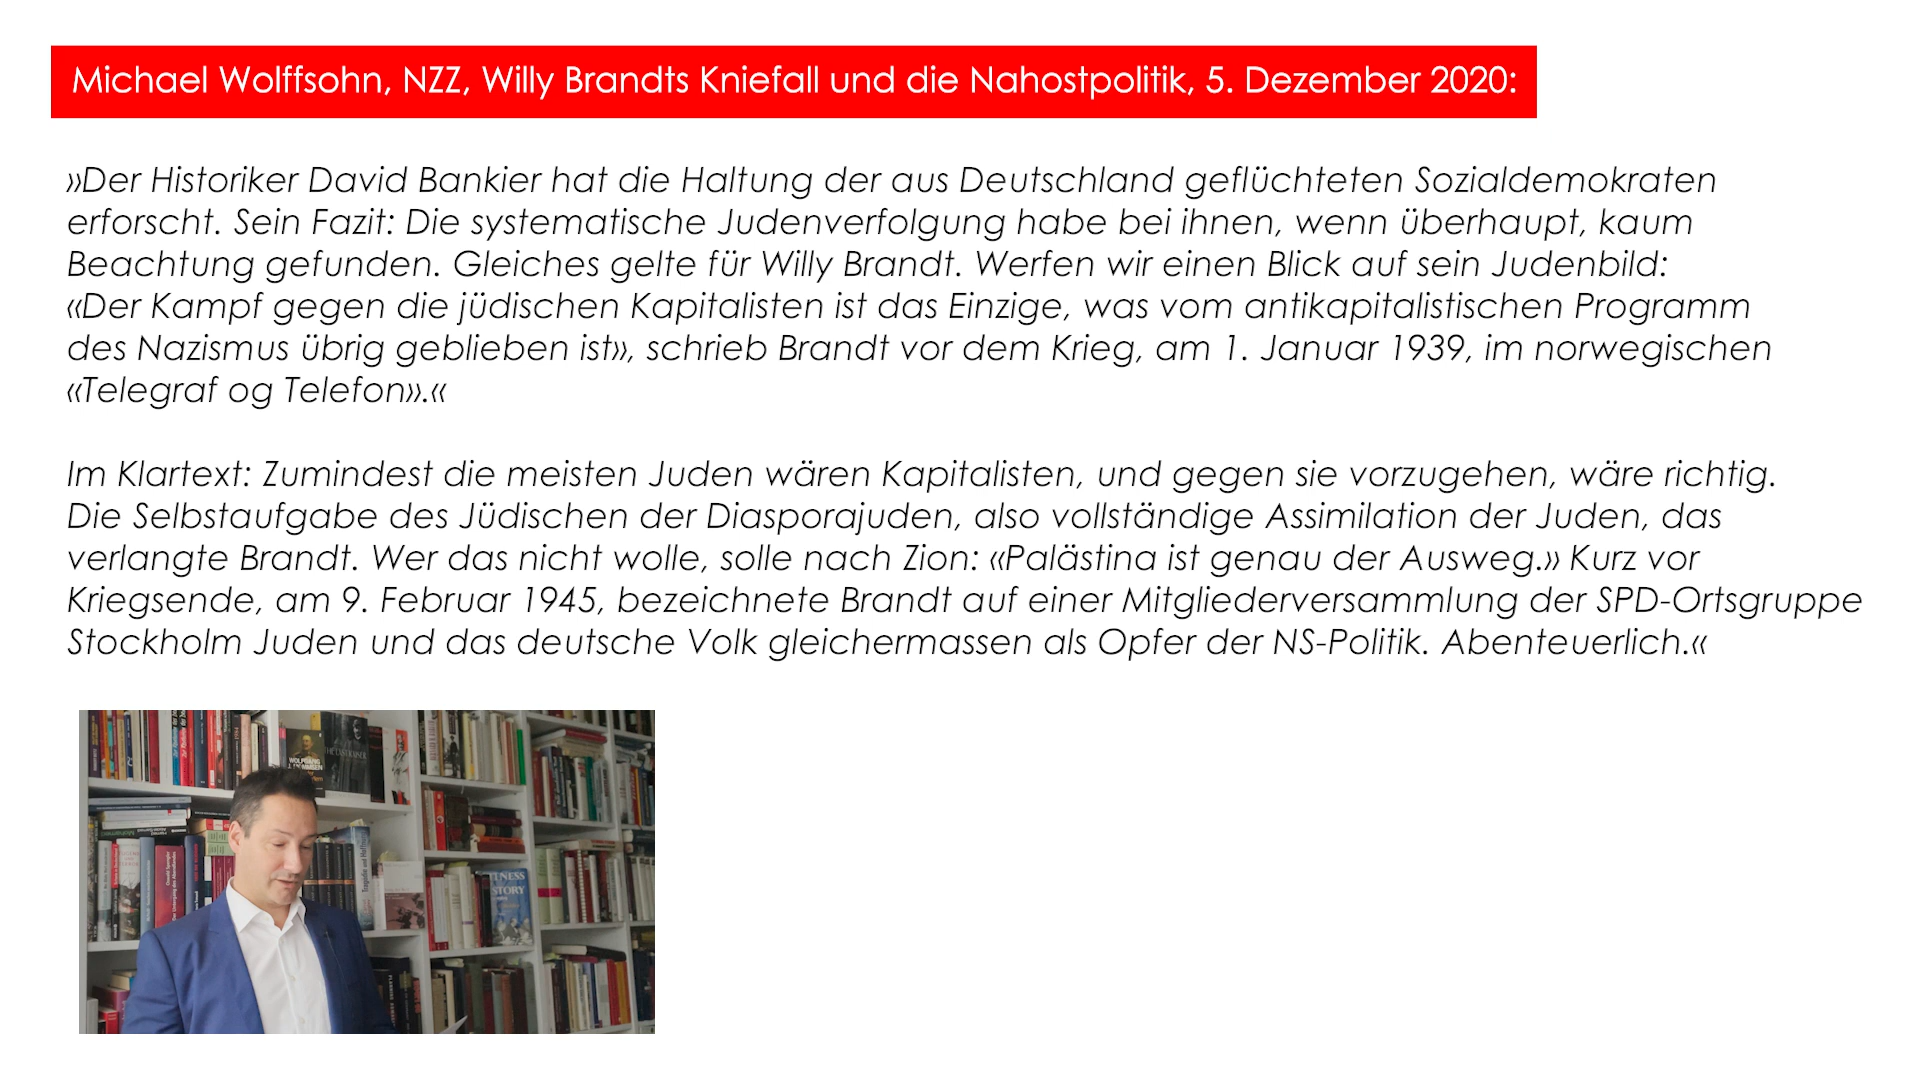 Michael Wolffsohn, NZZ, Willy Brandts Kniefall und die Nahostpolitik, 5. Dezember 2020:
»Der Historiker David Bankier hat die Haltung der aus Deutschland geflüchteten Sozialdemokraten
erforscht. Sein Fazit: Die systematische Judenverfolgung habe bei ihnen, wenn überhaupt, kaum
Beachtung gefunden. Gleiches gelte für Willy Brandt. Werfen wir einen Blick auf sein Judenbild:
«Der Kampf gegen die jüdischen Kapitalisten ist das Einzige, was vom antikapitalistischen Programm
des Nazismus übrig geblieben ist», schrieb Brandt vor dem Krieg, am 1. Januar 1939, im norwegischen
«Telegraf og Telefon».«
Im Klartext: Zumindest die meisten Juden wären Kapitalisten, und gegen sie vorzugehen, wäre richtig.
Die Selbstaufgabe des Jüdischen der Diasporajuden, also vollständige Assimilation der Juden, das
verlangte Brandt. Wer das nicht wolle, solle nach Zion: «Palästina ist genau der Ausweg.» Kurz vor
Kriegsende, am 9. Februar 1945, bezeichnete Brandt auf einer Mitgliederversammlung der SPD-Ortsgruppe
Stockholm Juden und das deutsche Volk gleichermassen als Opfer der NS-Politik. Abenteuerlich.«
WOLFGANG
STORY